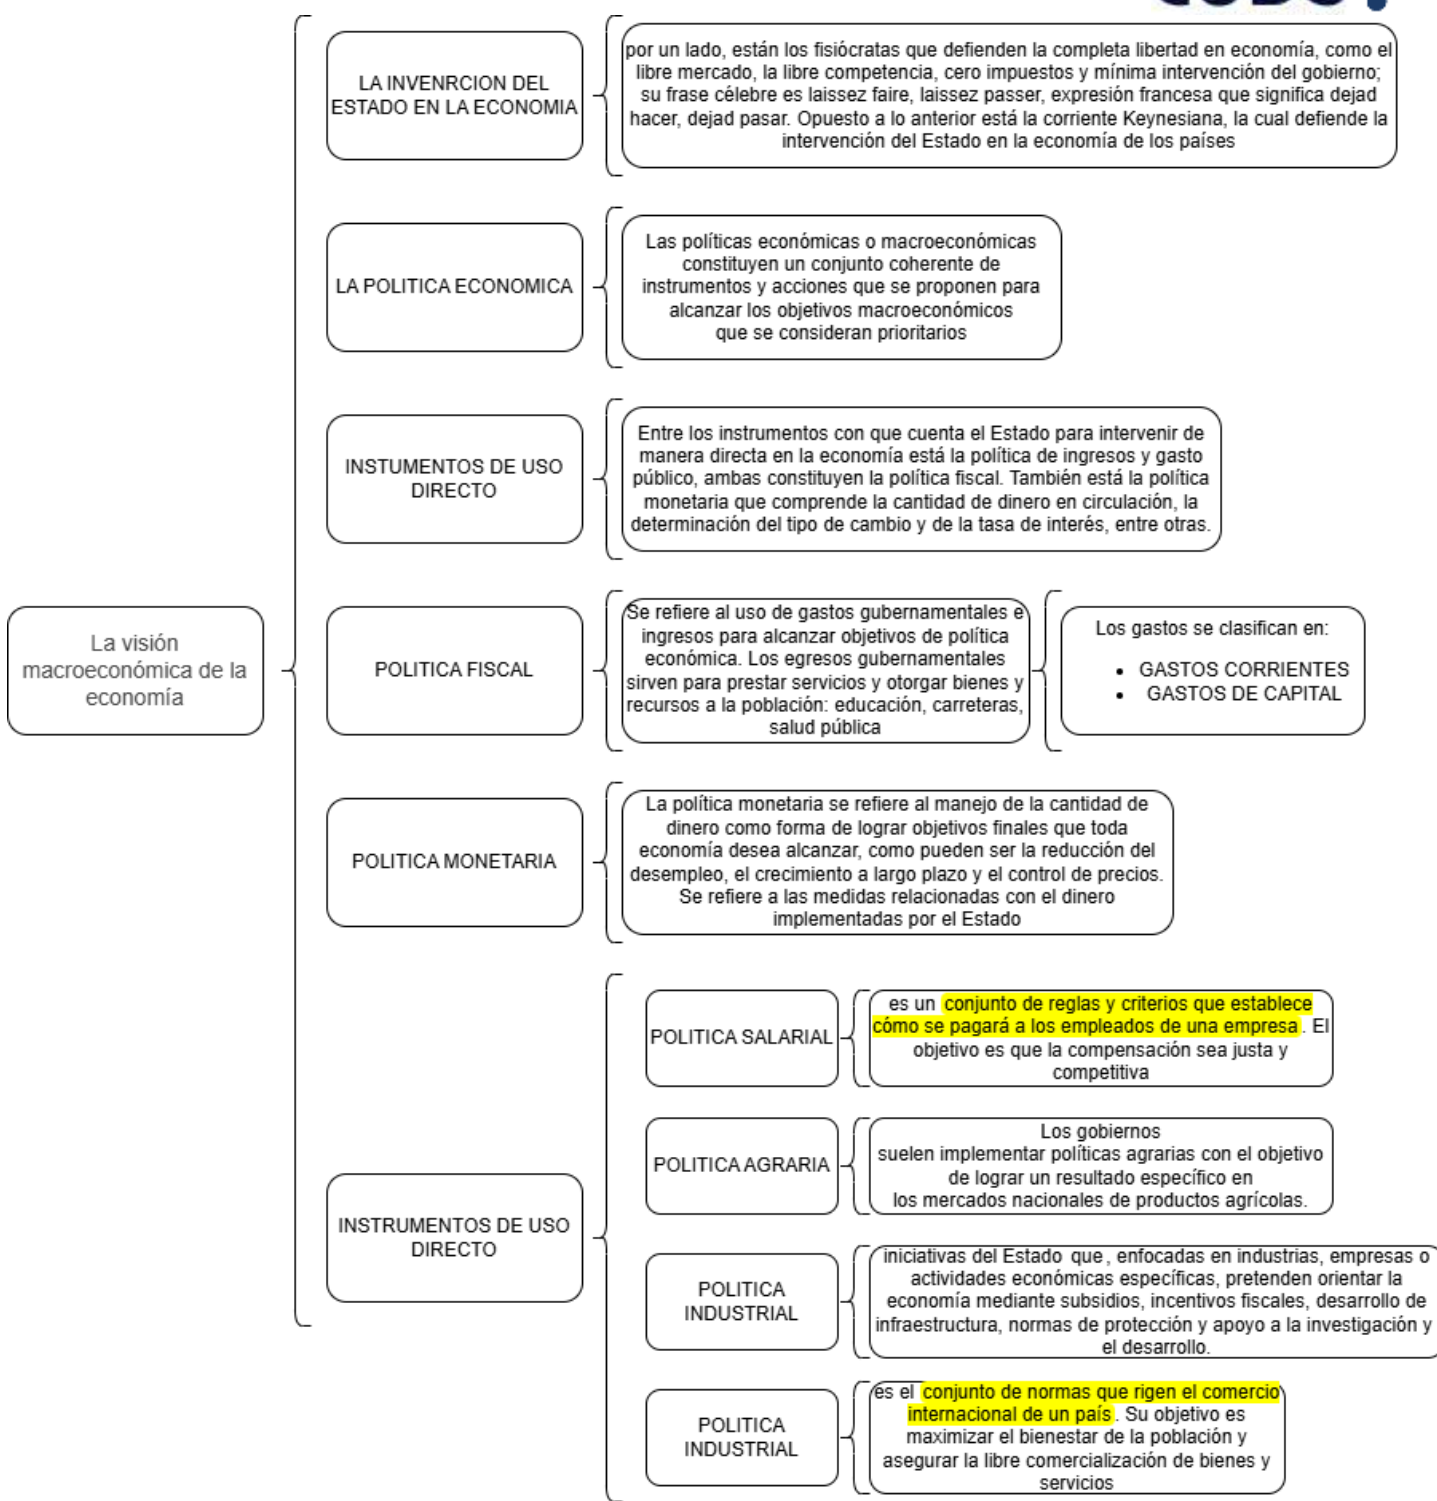 LA INVENRCION DEL
ESTADO EN LA ECONOMIA
por un lado, están los fisiócratas que defienden la completa libertad en economía, como el
libre mercado, la libre competencia, cero impuestos y mínima intervención del gobierno;
su frase célebre es laissez faire, laissez passer, expresión francesa que significa dejad
hacer, dejad pasar. Opuesto a lo anterior está la corriente Keynesiana, la cual defiende la
intervención del Estado en la economía de los países
LA POLITICA ECONOMICA
Las políticas económicas o macroeconómicas
constituyen un conjunto coherente de
instrumentos y acciones que se proponen para
alcanzar los objetivos macroeconómicos
que se consideran prioritarios
INSTUMENTOS DE USO
DIRECTO
Entre los instrumentos con que cuenta el Estado para intervenir de
manera directa en la economía está la política de ingresos y gasto
público, ambas constituyen la política fiscal. También está la política
monetaria que comprende la cantidad de dinero en circulación, la
determinación del tipo de cambio y de la tasa de interés, entre otras.
La visión
macroeconómica de la
economía
POLITICA FISCAL
Se refiere al uso de gastos gubernamentales e
ingresos para alcanzar objetivos de política
económica. Los egresos gubernamentales
sirven para prestar servicios y otorgar bienes y
recursos a la población: educación, carreteras,
salud pública
Los gastos se clasifican en:
• GASTOS CORRIENTES
• GASTOS DE CAPITAL
POLITICA MONETARIA
La política monetaria se refiere al manejo de la cantidad de
dinero como forma de lograr objetivos finales que toda
economía desea alcanzar, como pueden ser la reducción del
desempleo, el crecimiento a largo plazo y el control de precios.
Se refiere a las medidas relacionadas con el dinero
implementadas por el Estado
INSTRUMENTOS DE USO
DIRECTO
POLITICA SALARIAL
es un conjunto de reglas y criterios que establece
cómo se pagará a los empleados de una empresa. El
objetivo es que la compensación sea justa y
competitiva
POLITICA AGRARIA
Los gobiernos
suelen implementar políticas agrarias con el objetivo
de lograr un resultado específico en
los mercados nacionales de productos agrícolas.
POLITICA
INDUSTRIAL
iniciativas del Estado que, enfocadas en industrias, empresas o
actividades económicas específicas, pretenden orientar la
economía mediante subsidios, incentivos fiscales, desarrollo de
infraestructura, normas de protección y apoyo a la investigación y
el desarrollo.
POLITICA
INDUSTRIAL
es el conjunto de normas que rigen el comercio
internacional de un país. Su objetivo es
maximizar el bienestar de la población y
asegurar la libre comercialización de bienes y
servicios